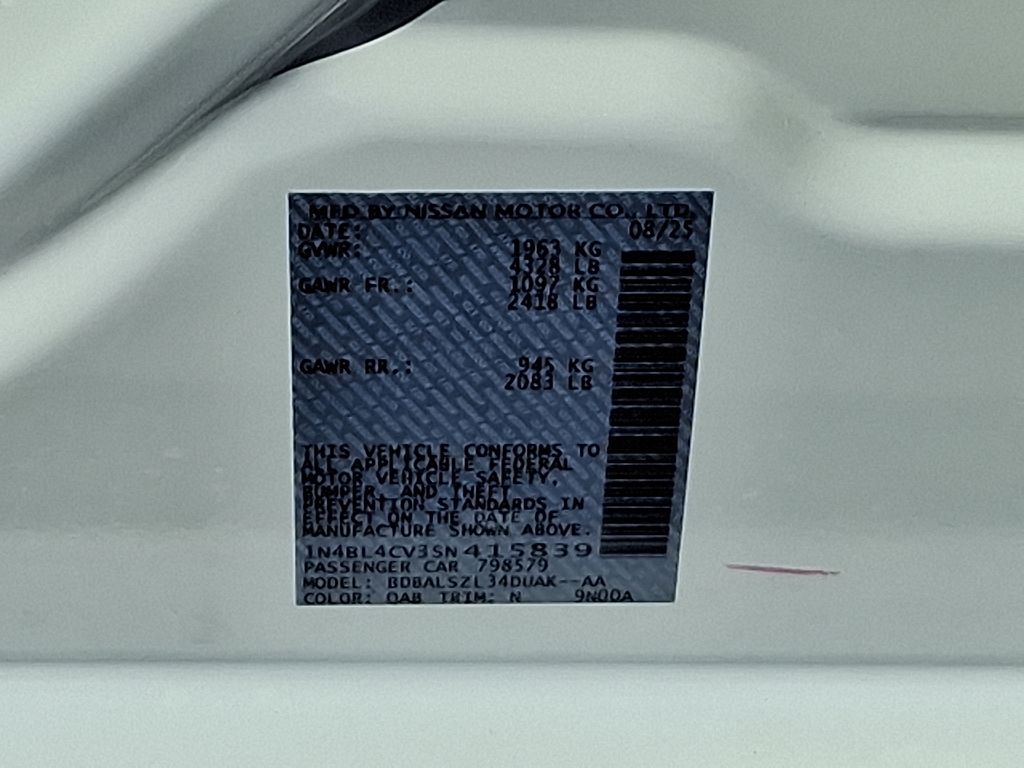 MFD BY NISSAN MOTOR CO., LTD.
DATE: 08/25
GVWR: 1963 KG
4328 LB
GAWR FR.: 1097 KG
2418 LB
GAWR RR.: 945 KG
2083 LB
THIS VEHICLE CONFORMS TO
ALL APPLICABLE FEDERAL
MOTOR VEHICLE SAFETY,
BUMPER, AND THEFT
PREVENTION STANDARDS IN
EFFECT ON THE DATE OF
MANUFACTURE SHOWN ABOVE.
1N4BL4CV3SN415839
PASSENGER CAR 798579
MODEL: BDBALSZL34DUAK--AA
COLOR: QAB TRIM: N 9N00A